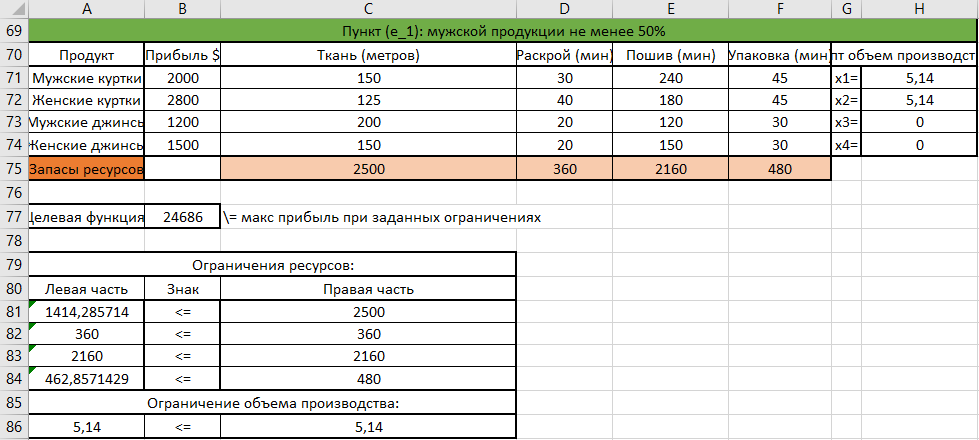 A B C D E F G H
69 Пункт (e_1): мужской продукции не менее 50%
70 Продукт Прибыль $ Ткань (метров) Раскрой (мин) Пошив (мин) Упаковка (мин) пт объем производст
71 Мужские куртки 2000 150 30 240 45 x1= 5,14
72 Женские куртки 2800 125 40 180 45 x2= 5,14
73 Мужские джинсь 1200 200 20 120 30 x3= 0
74 Женские джинсь 1500 150 20 150 30 x4= 0
75 Запасы ресурсов 2500 360 2160 480
76
77 Целевая функция 24686 \= макс прибыль при заданных ограничениях
78
79 Ограничения ресурсов:
80 Левая часть Знак Правая часть
81 1414,285714 <= 2500
82 360 <= 360
83 2160 <= 2160
84 462,8571429 <= 480
85 Ограничение объема производства:
86 5,14 <= 5,14